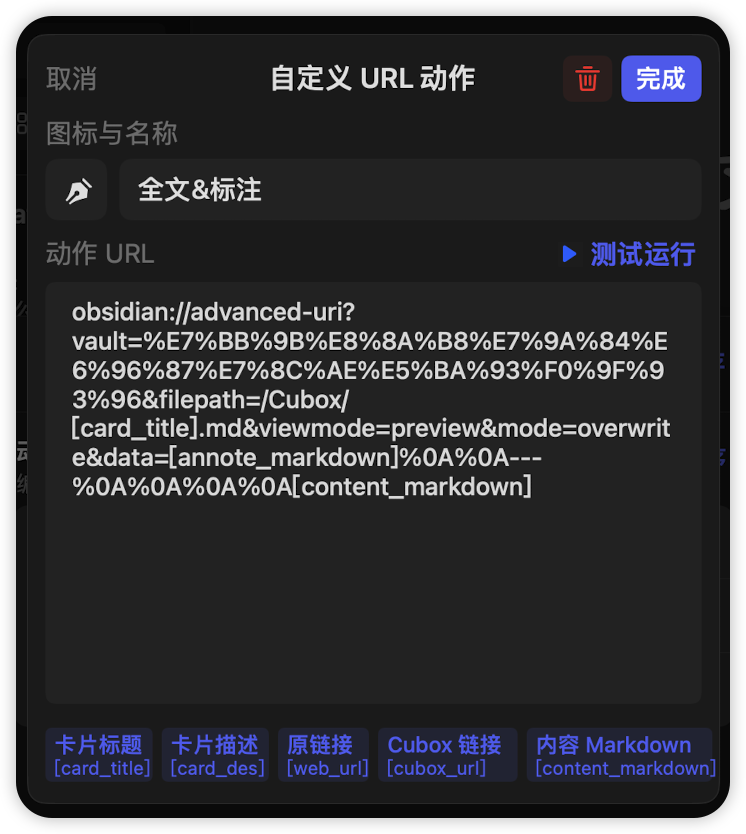 取消
自定义 URL 动作
完成
图标与名称
全文&标注
动作 URL
测试运行
obsidian://advanced-uri?
vault=%E7%BB%9B%E8%8A%B8%E7%9A%84%E
6%96%87%E7%8C%AE%E5%BA%93%F0%9F%9
3%96&filepath=/Cubox/
[card_title].md&viewmode=preview&mode=overwrit
e&data=[annote_markdown]%0A%0A---
%0A%0A%0A%0A[content_markdown]
卡片标题
[card_title]
卡片描述
[card_des]
原链接
[web_url]
Cubox 链接
[cubox_url]
内容 Markdown
[content_markdown]